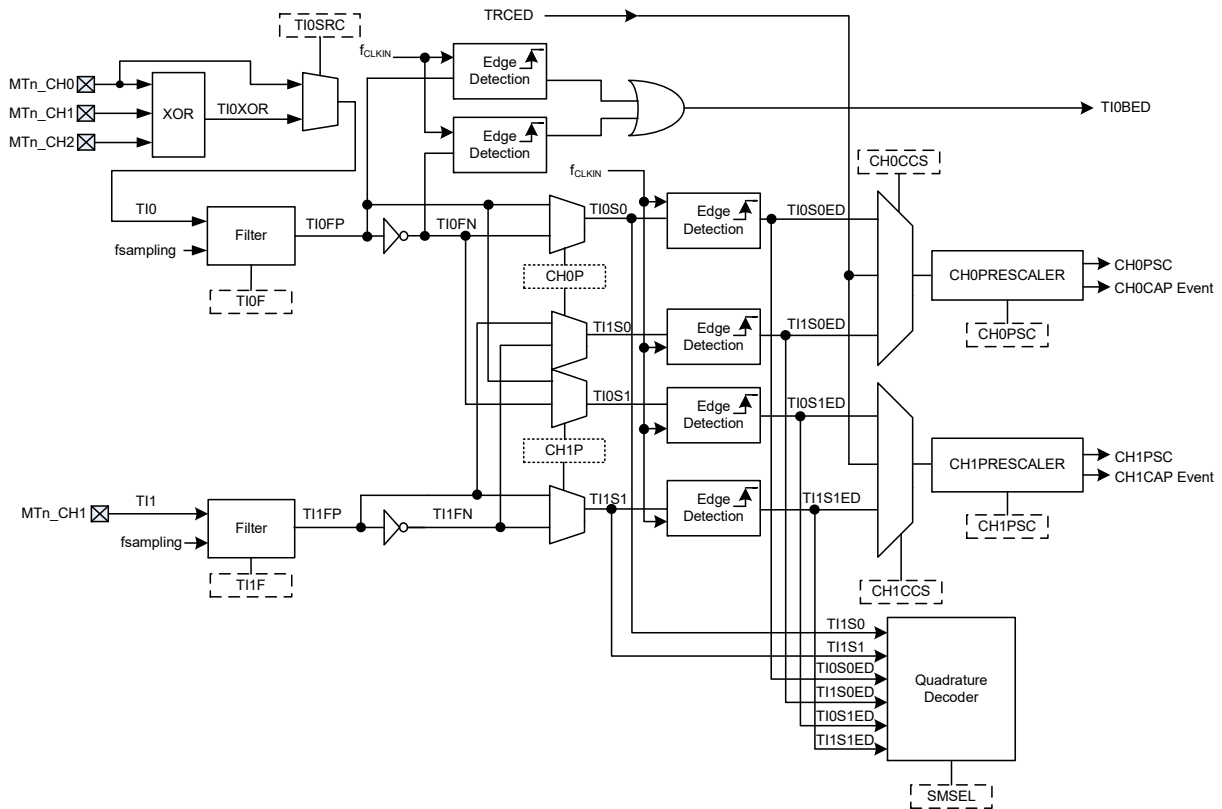 TRCED
TI0SRC
fCLKIN
MTn_CH0
MTn_CH1
MTn_CH2
XOR
TI0XOR
Edge
Detection
TI0BED
Edge
Detection
fCLKIN
CH0CCS
TI0
fsampling
Filter
TI0F
TI0FP
TI0FN
TI0S0
Edge
Detection
TI0S0ED
CH0P
CH0PRESCALER
CH0PSC
CH0CAP Event
CH0PSC
TI1S0
Edge
Detection
TI1S0ED
TI0S1
Edge
Detection
TI0S1ED
CH1P
CH1PRESCALER
CH1PSC
CH1CAP Event
CH1PSC
MTn_CH1
TI1
fsampling
Filter
TI1F
TI1FP
TI1FN
TI1S1
Edge
Detection
TI1S1ED
CH1CCS
TI1S0
TI1S1
TI0S0ED
TI1S0ED
TI0S1ED
TI1S1ED
Quadrature
Decoder
SMSEL